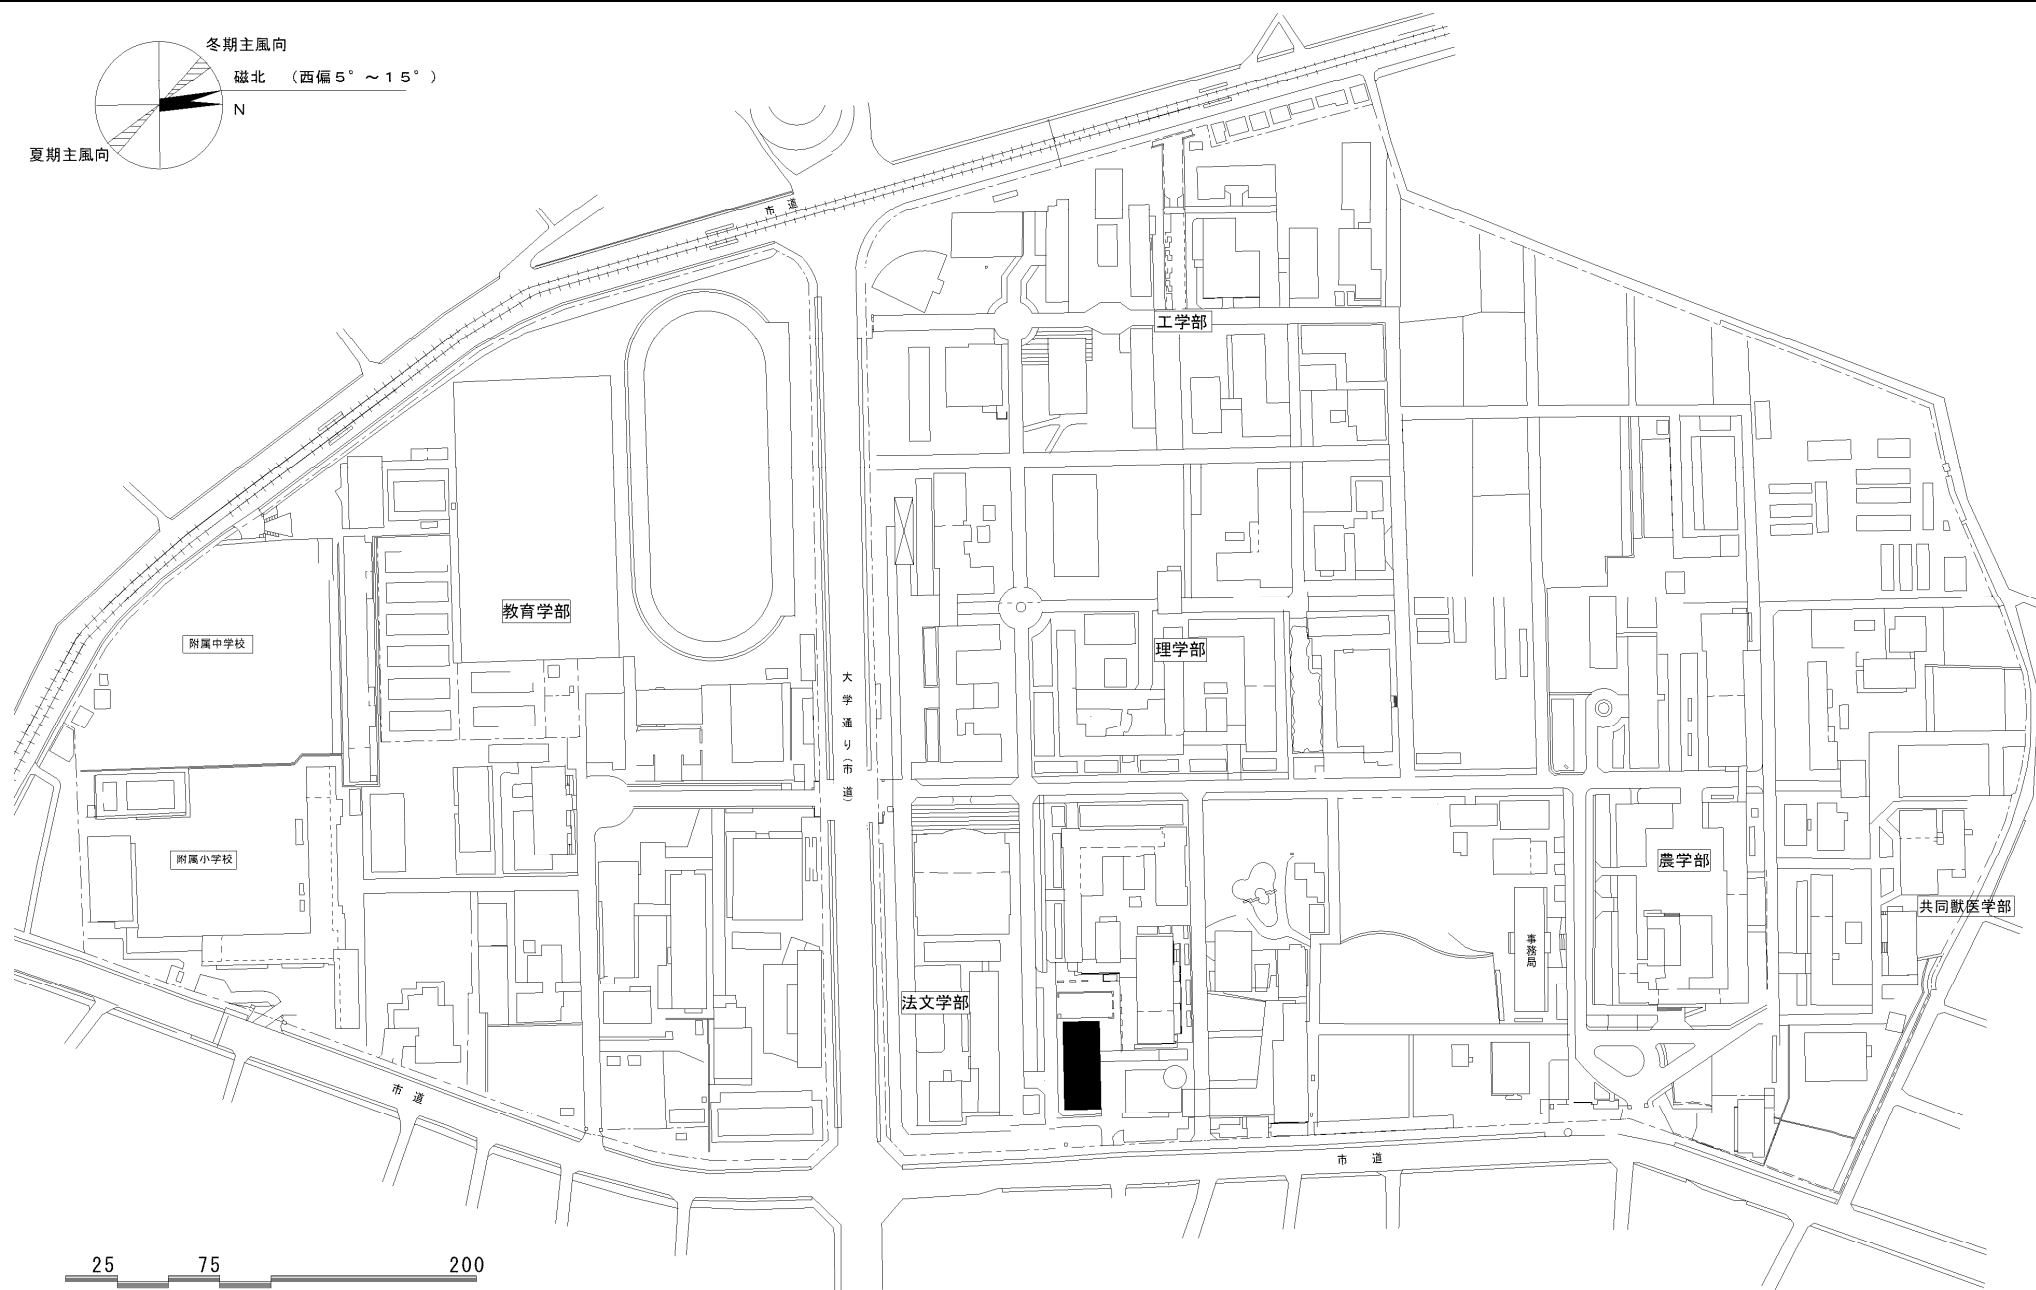 冬期主風向
磁北 (西偏5°~15°)
N
夏期主風向
市 道
工学部
教育学部
附属中学校
理学部
大学通り(市道)
附属小学校
農学部
共同獣医学部
事務局
法文学部
市 道
市 道
25 75 200